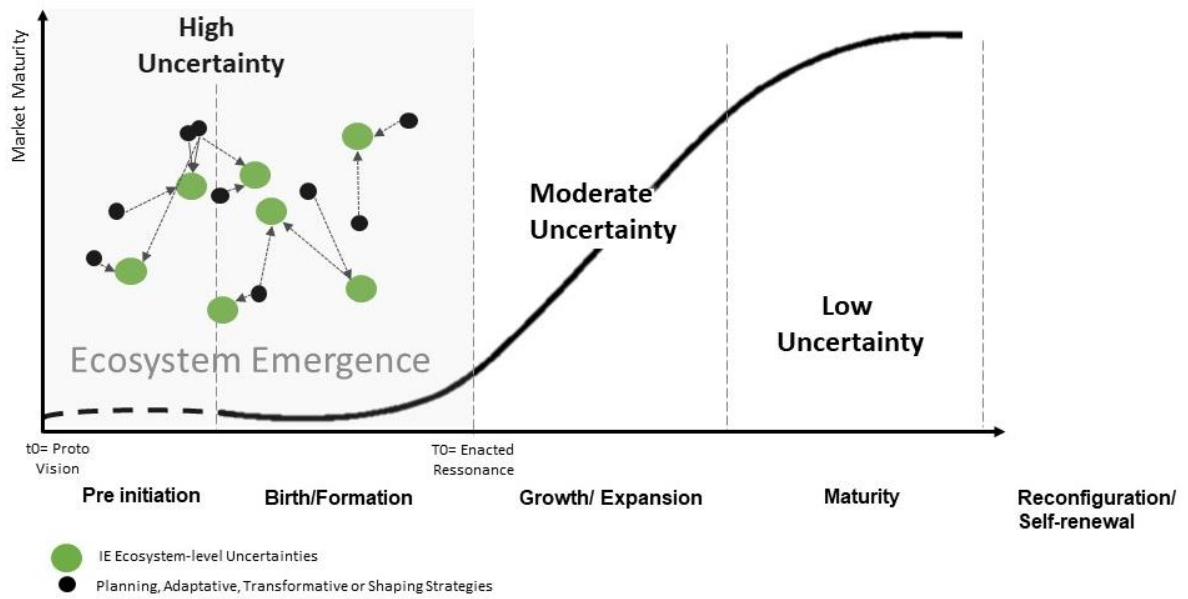 High
Uncertainty
Market Maturity
Moderate
Uncertainty
Low
Uncertainty
Ecosystem Emergence
t0= Proto
Vision
T0= Enacted
Ressonance
Pre initiation
Birth/Formation
Growth/ Expansion
Maturity
Reconfiguration/
Self-renewal
IE Ecosystem-level Uncertainties
Planning, Adaptative, Transformative or Shaping Strategies